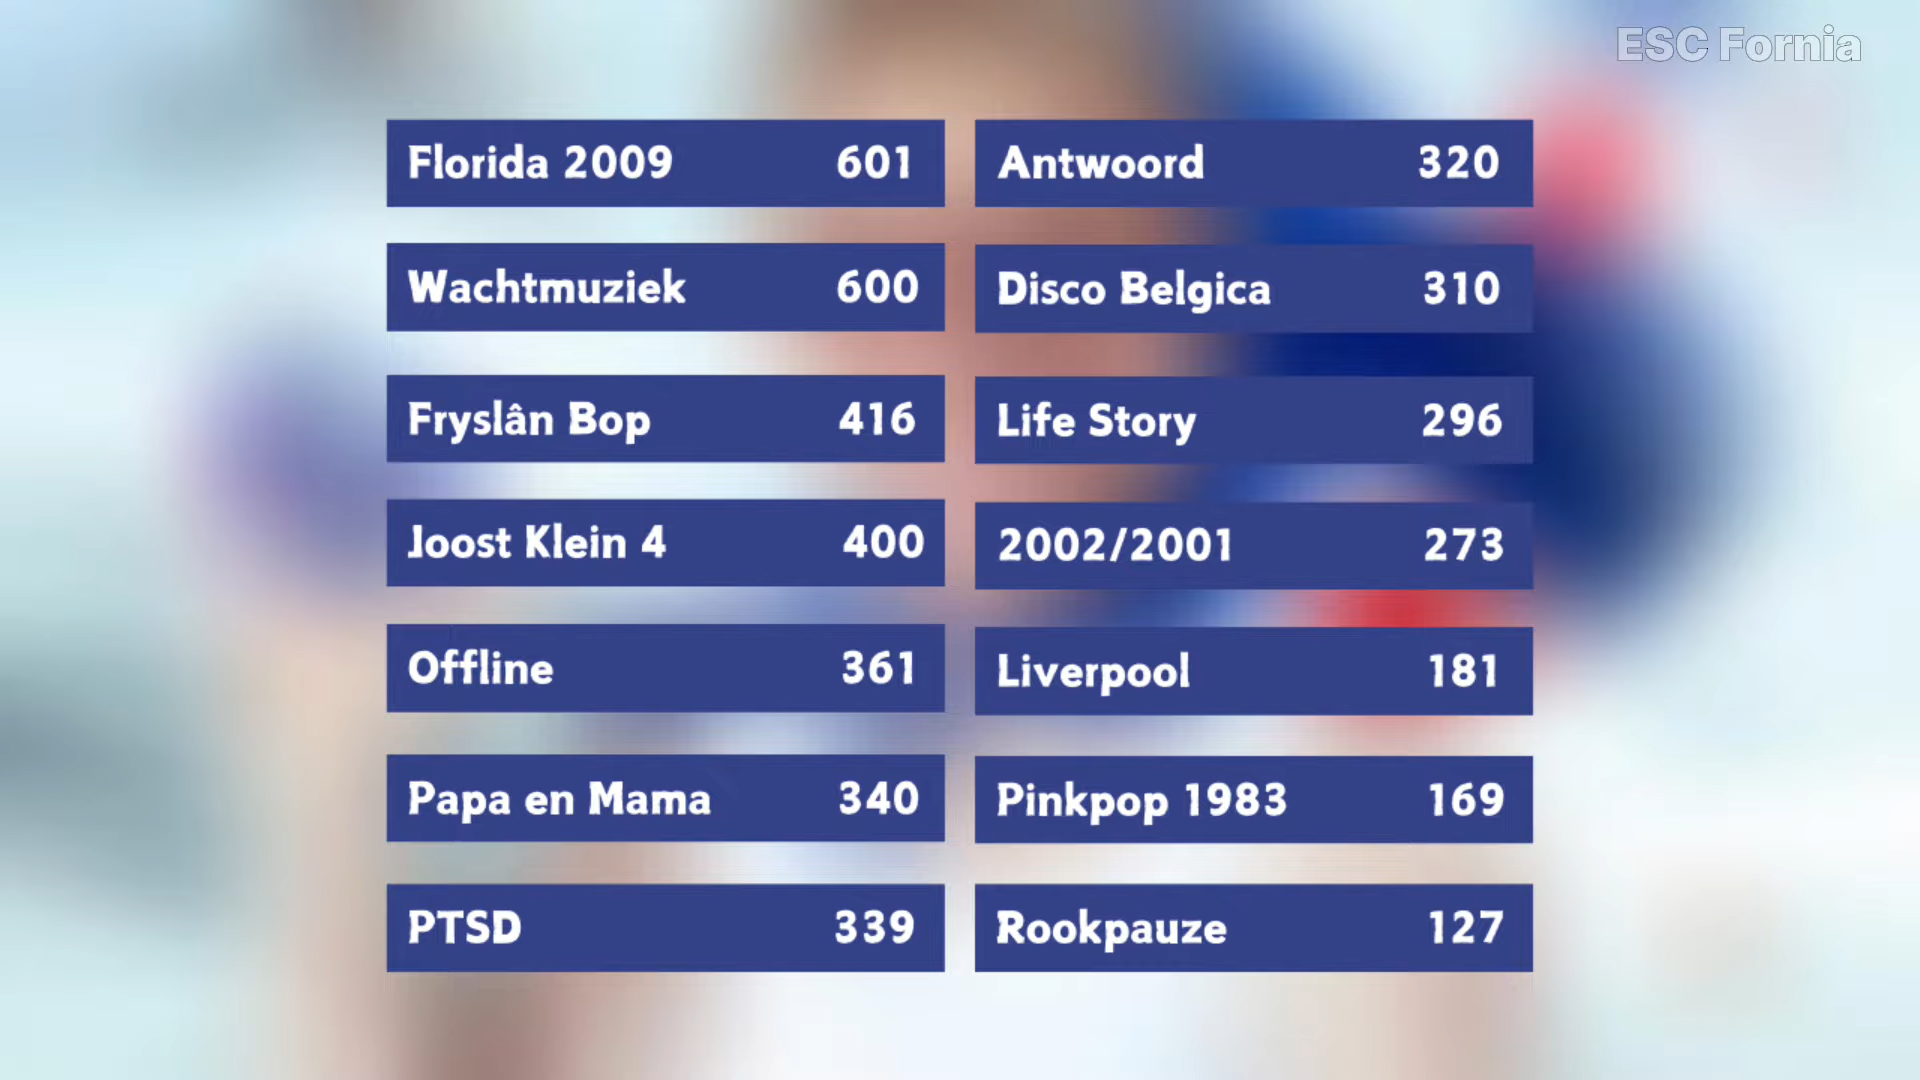 ESC Fornia
Florida 2009 601
Wachtmuziek 600
Fryslân Bop 416
Joost Klein 4 400
Offline 361
Papa en Mama 340
PTSD 339
Antwoord 320
Disco Belgica 310
Life Story 296
2002/2001 273
Liverpool 181
Pinkpop 1983 169
Rookpauze 127